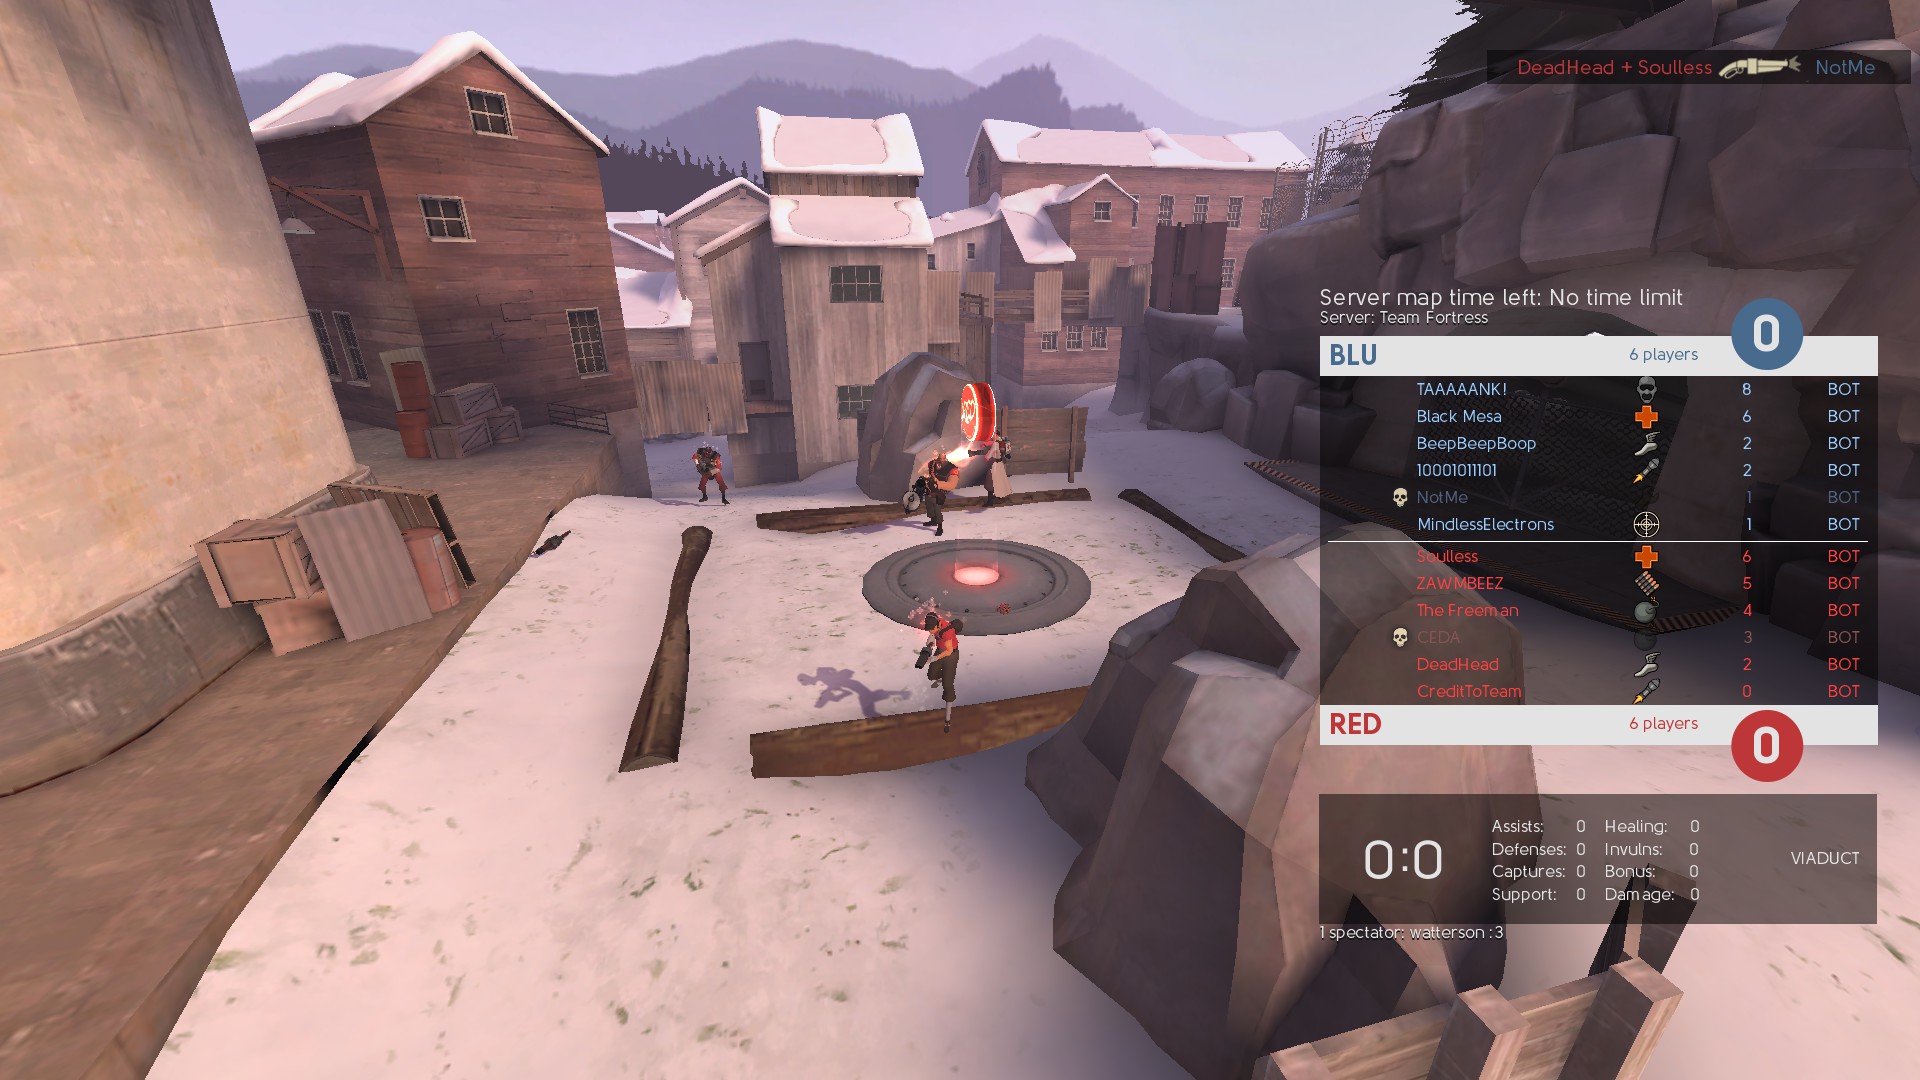 DeadHead + Soulless NotMe
Server map time left: No time limit
Server: Team Fortress
BLU 6 players 0
TAAAAANK! 8 BOT
Black Mesa 6 BOT
BeepBeepBoop 2 BOT
10001011101 2 BOT
NotMe 1 BOT
MindlessElectrons 1 BOT
Soulless 6 BOT
ZAWMBEEZ 5 BOT
The Freeman 4 BOT
CEDA 3 BOT
DeadHead 2 BOT
CreditToTeam 0 BOT
RED 6 players 0
0:0
Assists: 0 Healing: 0
Defenses: 0 Invulns: 0
Captures: 0 Bonus: 0
Support: 0 Damage: 0
VIADUCT
1 spectator: watterson :3